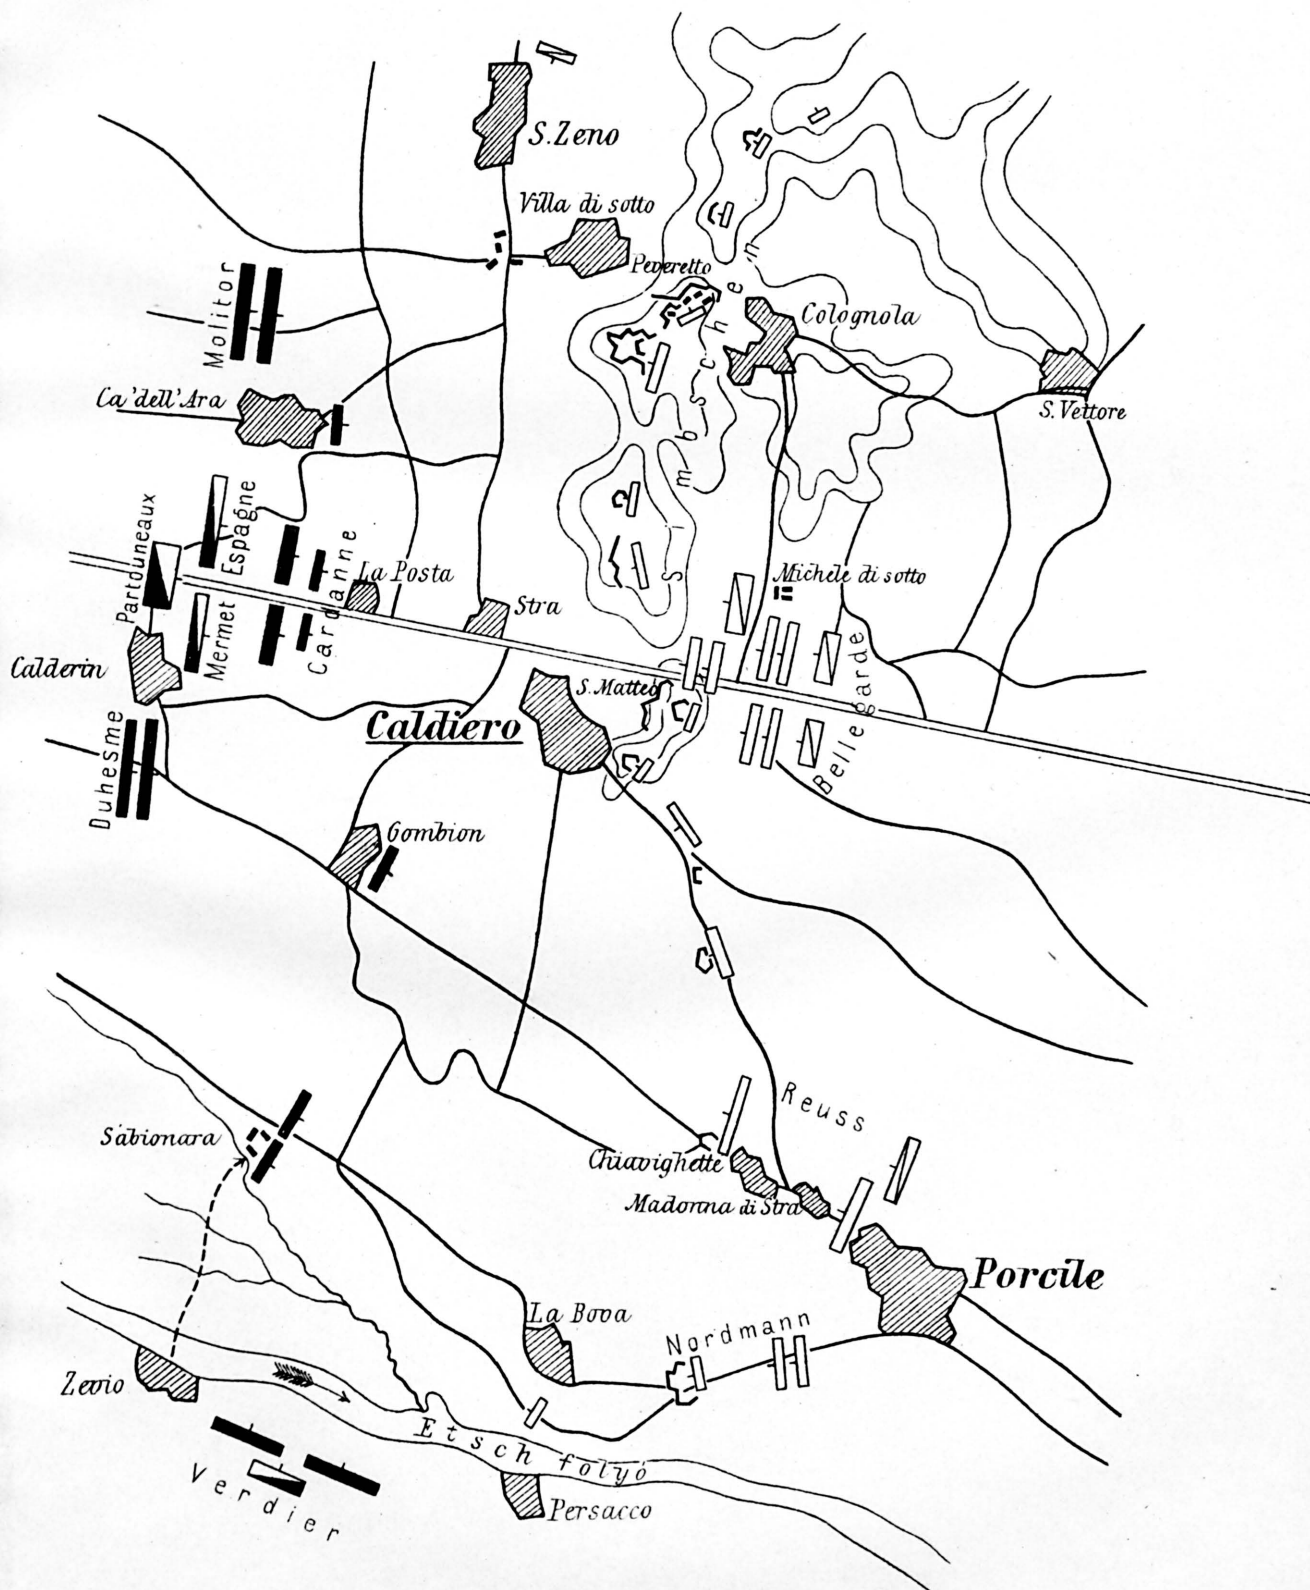 S. Zeno
Villa di sotto
Peveretto
Molitor
Colognola
Ca'dell'Ara
S. Vettore
Simbschen
Partouneaux
Espagne
Cardanne
La Posta
Michele di sotto
Stra
Mermet
Calderin
S. Matteo
Caldiero
Bellegarde
Duhesme
Gombion
Reuss
Sabionara
Chiavighette
Madonna di Stra
Porcile
La Bova
Nordmann
Zevio
Etsch folyó
Verdier
Persacco